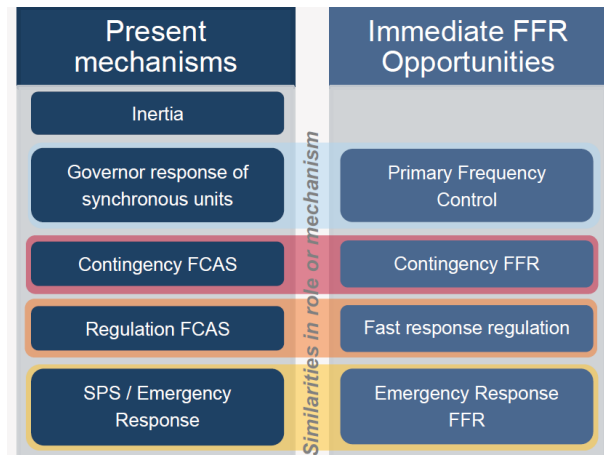 Present
mechanisms
Immediate FFR
Opportunities
Inertia
Governor response of
synchronous units
Primary Frequency
Control
Contingency FCAS
Contingency FFR
Regulation FCAS
Fast response regulation
SPS / Emergency
Response
Emergency Response
FFR
Similarities in role or mechanism